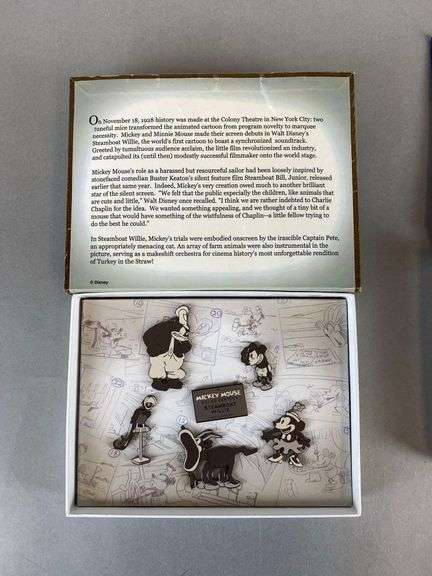 On November 18, 1928 history was made at the Colony Theatre in New York City: two
tuneful mice transformed the animated cartoon from program novelty to marquee
necessity. Mickey and Minnie Mouse made their screen debuts in Walt Disney's
Steamboat Willie, the world's first cartoon to boast a synchronized soundtrack.
Greeted by tumultuous audience acclaim, the little film revolutionized an industry,
and catapulted its (until then) modestly successful filmmaker onto the world stage.
Mickey Mouse's role as a harassed but resourceful sailor had been loosely inspired by
stonefaced comedian Buster Keaton's silent feature film Steamboat Bill, Junior, released
earlier that same year. Indeed, Mickey's very creation owed much to another brilliant
star of the silent screen. "We felt that the public especially the children, like animals that
are cute and little," Walt Disney once recalled. "I think we are rather indebted to Charlie
Chaplin for the idea. We wanted something appealing, and we thought of a tiny bit of a
mouse that would have something of the wistfulness of Chaplin—a little fellow trying to
do the best he could."
In Steamboat Willie, Mickey's trials were embodied onscreen by the irascible Captain Pete,
an appropriately menacing cat. An array of farm animals were also instrumental in the
picture, serving as a makeshift orchestra for cinema history's most unforgettable rendition
of Turkey in the Straw!
© Disney
MICKEY MOUSE
STEAMBOAT
WILLIE